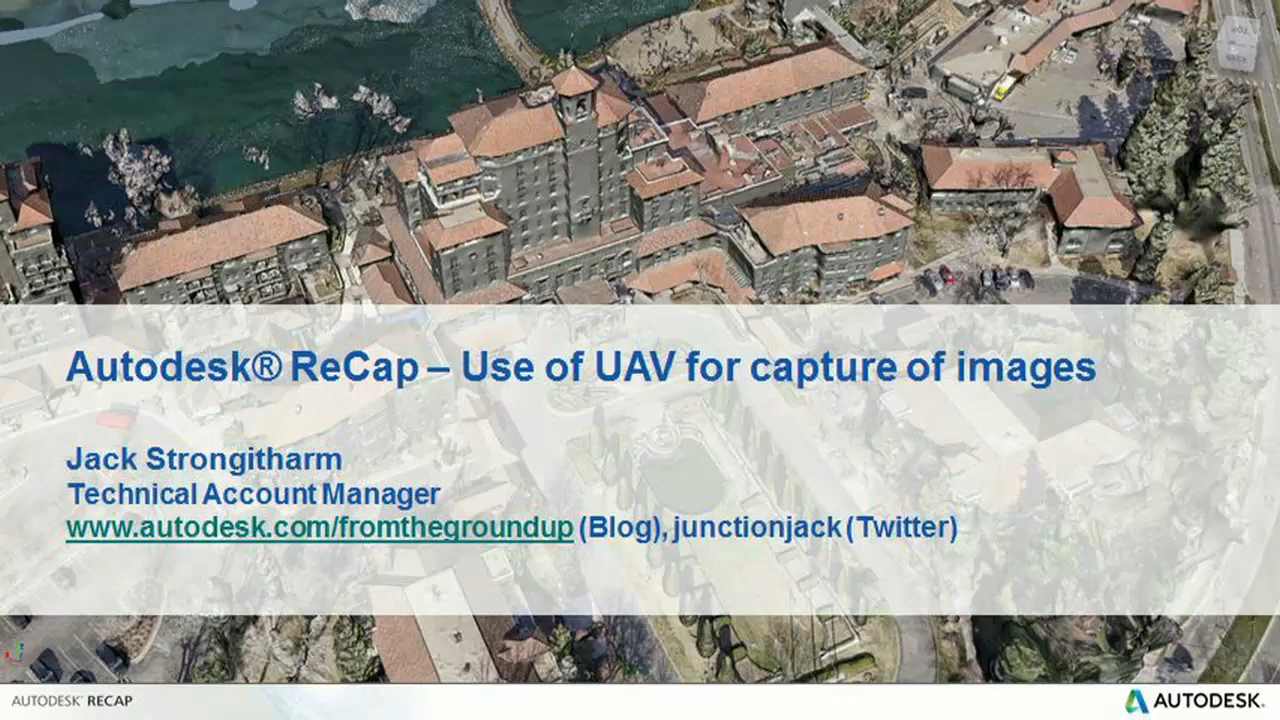 Autodesk® ReCap – Use of UAV for capture of images
Jack Strongitharm
Technical Account Manager
www.autodesk.com/fromthegroundup (Blog), junctionjack (Twitter)
AUTODESK® RECAP
AUTODESK.